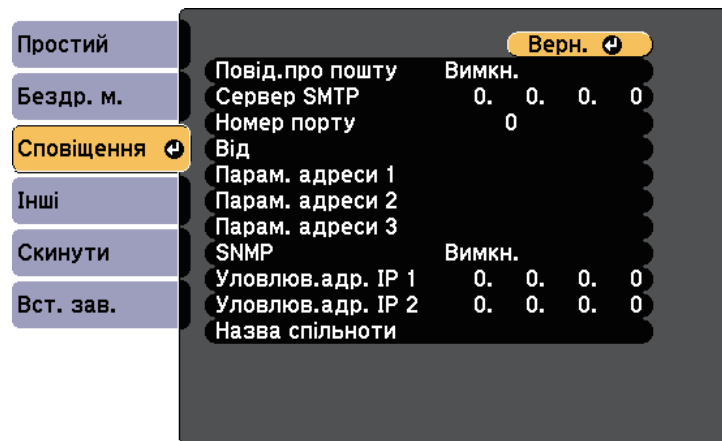 Простий
Бездр. м.
Сповіщення
Інші
Скинути
Вст. зав.
Верн.
Повід.про пошту Вимкн.
Сервер SMTP 0. 0. 0. 0
Номер порту 0
Від
Парам. адреси 1
Парам. адреси 2
Парам. адреси 3
SNMP Вимкн.
Уловлюв.адр. IP 1 0. 0. 0. 0
Уловлюв.адр. IP 2 0. 0. 0. 0
Назва спільноти